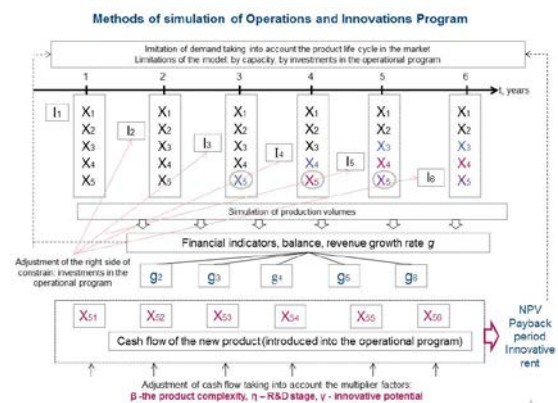 Methods of simulation of Operations and Innovations Program
Imitation of demand taking into account the product life cycle in the market
Limitations of the model: by capacity, by investments in the operational program
1 2 3 4 5 6
t, years
I1 X1 X1 X1 X1 X1 X1
I2 X2 X2 X2 X2 X2 X2
I3 X3 X3 X3 X3 X3 X3
I4 X4 X4 X4 X4 X4 X4
I5 X5 X5 X5 X5 X5 X5
I6
Simulation of production volumes
Financial indicators, balance, revenue growth rate g
Adjustment of the right side of
constrain: investments in the
operational program
g2 g3 g4 g5 g6
X51 X52 X53 X54 X55 X56
Cash flow of the new product (introduced into the operational program)
NPV
Payback
period
Innovative
rent
Adjustment of cash flow taking into account the multiplier factors:
β -the product complexity, η – R&D stage, γ - innovative potential